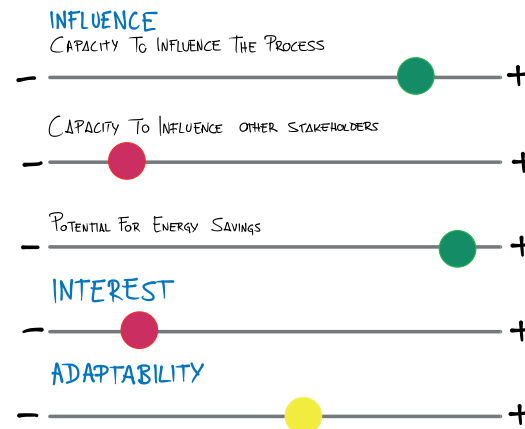 INFLUENCE
CAPACITY TO INFLUENCE THE PROCESS
- +
CAPACITY TO INFLUENCE OTHER STAKEHOLDERS
- +
POTENTIAL FOR ENERGY SAVINGS
- +
INTEREST
- +
ADAPTABILITY
- +